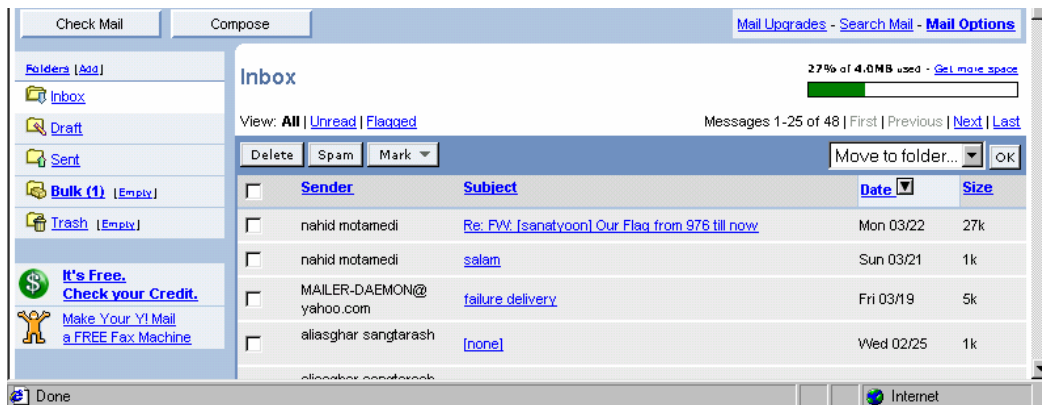 Check Mail
Compose
Mail Upgrades - Search Mail - Mail Options
Folders [Add]
Inbox
Draft
Sent
Bulk (1) [Empty]
Trash [Empty]
It's Free.
Check your Credit.
Make Your Y! Mail
a FREE Fax Machine
Inbox
27% of 4.0MB used - Get more space
View: All | Unread | Flagged
Messages 1-25 of 48 | First | Previous | Next | Last
Delete Spam Mark
Move to folder... OK
Sender Subject Date Size
nahid motamedi Re: FW: [sanatyoon] Our Flag from 976 till now Mon 03/22 27k
nahid motamedi salam Sun 03/21 1k
MAILER-DAEMON@
yahoo.com failure delivery Fri 03/19 5k
aliasghar sangtarash [none] Wed 02/25 1k
aliasghar sangtarash
Done
Internet